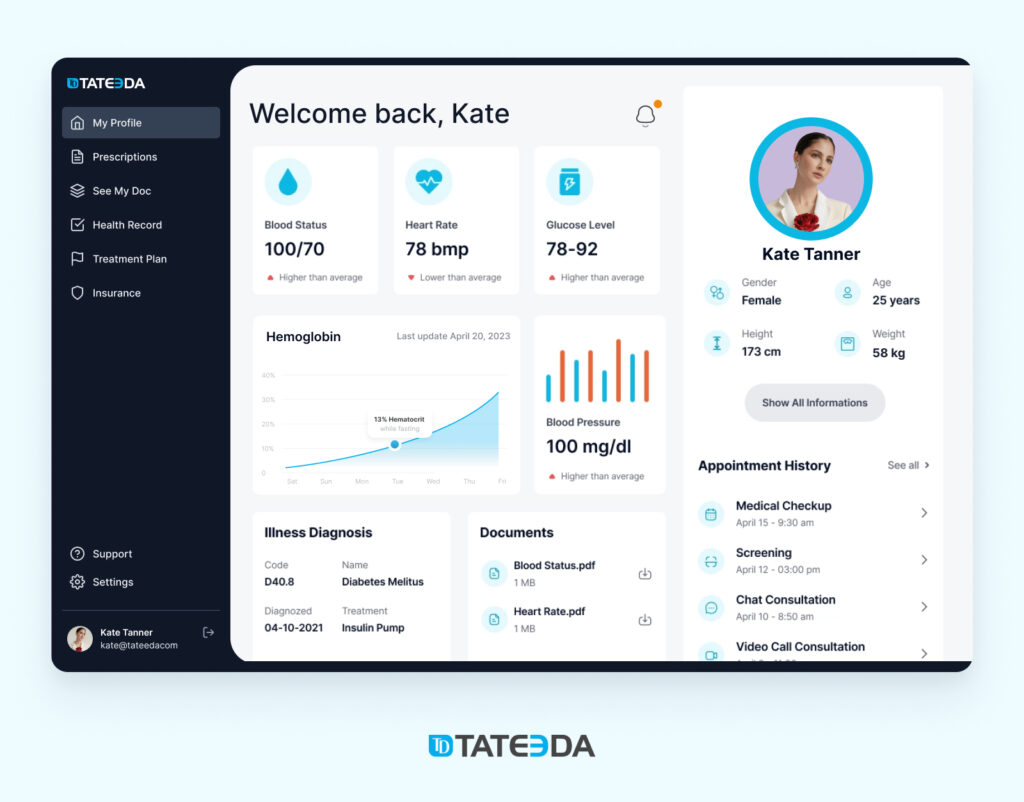 TATEEDA
My Profile
Prescriptions
See My Doc
Health Record
Treatment Plan
Insurance
Support
Settings
Kate Tanner
kate@tateedacom
Welcome back, Kate
Blood Status
100/70
Higher than average
Heart Rate
78 bmp
Lower than average
Glucose Level
78-92
Higher than average
Hemoglobin
Last update April 20, 2023
40%
30%
20%
10%
0
13% Hematocrit
while fasting
Sat Sun Mon Tue Wed Thu Fri
Blood Pressure
100 mg/dl
Higher than average
Illness Diagnosis
Code
D40.8
Name
Diabetes Melitus
Diagnozed
04-10-2021
Treatment
Insulin Pump
Documents
Blood Status.pdf
1 MB
Heart Rate.pdf
1 MB
Kate Tanner
Gender
Female
Age
25 years
Height
173 cm
Weight
58 kg
Show All Informations
Appointment History
See all
Medical Checkup
April 15 - 9:30 am
Screening
April 12 - 03:00 pm
Chat Consultation
April 10 - 8:50 am
Video Call Consultation
TD TATEEDA